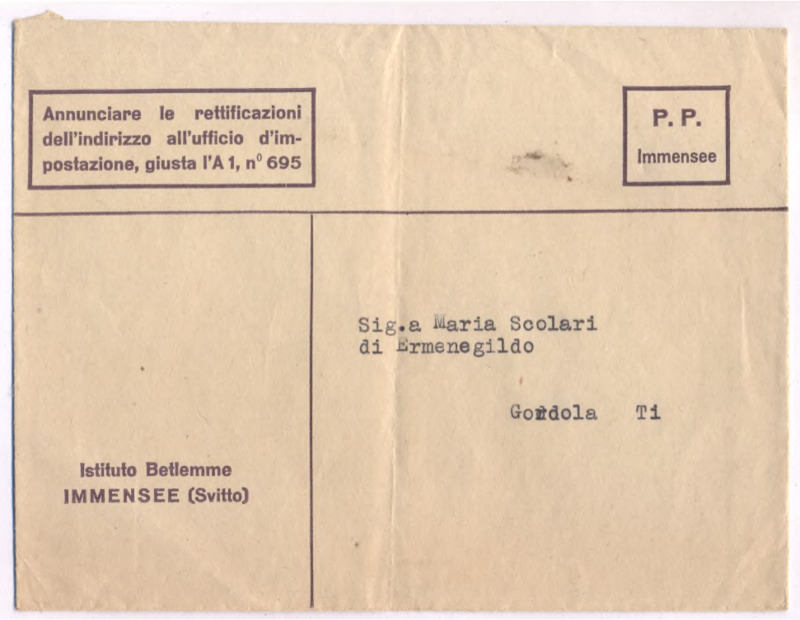 Annunciare le rettificazioni
dell'indirizzo all'ufficio d'im-
postazione, giusta l'A 1, nº 695
P. P.
Immensee
Sig.a Maria Scolari
di Ermenegildo
Gordola Ti
Istituto Betlemme
IMMENSEE (Svitto)